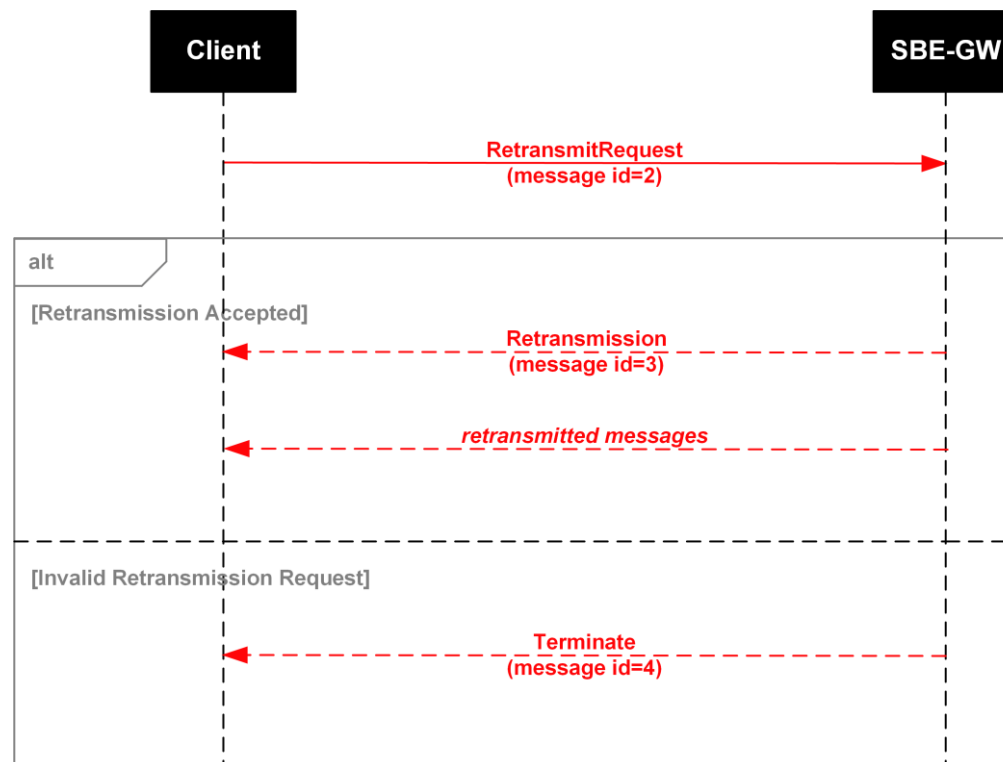 Client
SBE-GW
RetransmitRequest
(message id=2)
alt
[Retransmission Accepted]
Retransmission
(message id=3)
retransmitted messages
[Invalid Retransmission Request]
Terminate
(message id=4)